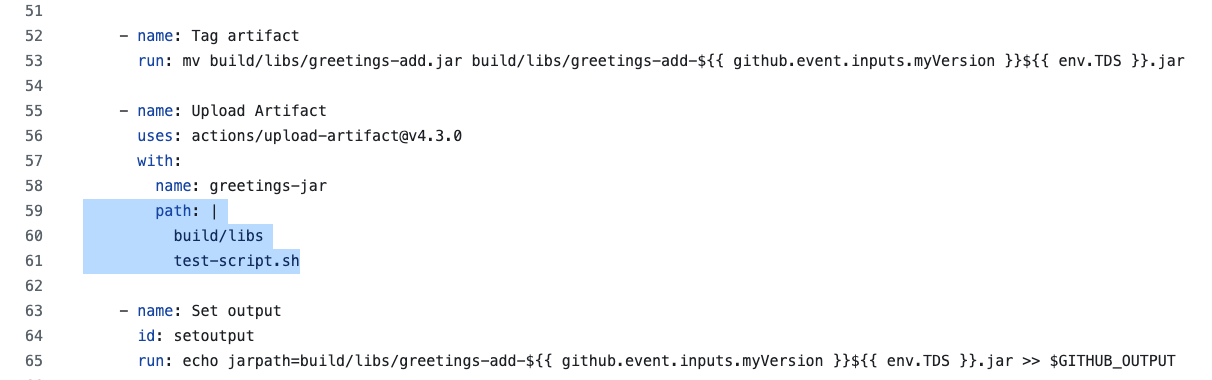 51
52 - name: Tag artifact
53 run: mv build/libs/greetings-add.jar build/libs/greetings-add-${{ github.event.inputs.myVersion }}${{ env.TDS }}.jar
54
55 - name: Upload Artifact
56 uses: actions/upload-artifact@v4.3.0
57 with:
58 name: greetings-jar
59 path: |
60 build/libs
61 test-script.sh
62
63 - name: Set output
64 id: setoutput
65 run: echo jarpath=build/libs/greetings-add-${{ github.event.inputs.myVersion }}${{ env.TDS }}.jar >> $GITHUB_OUTPUT